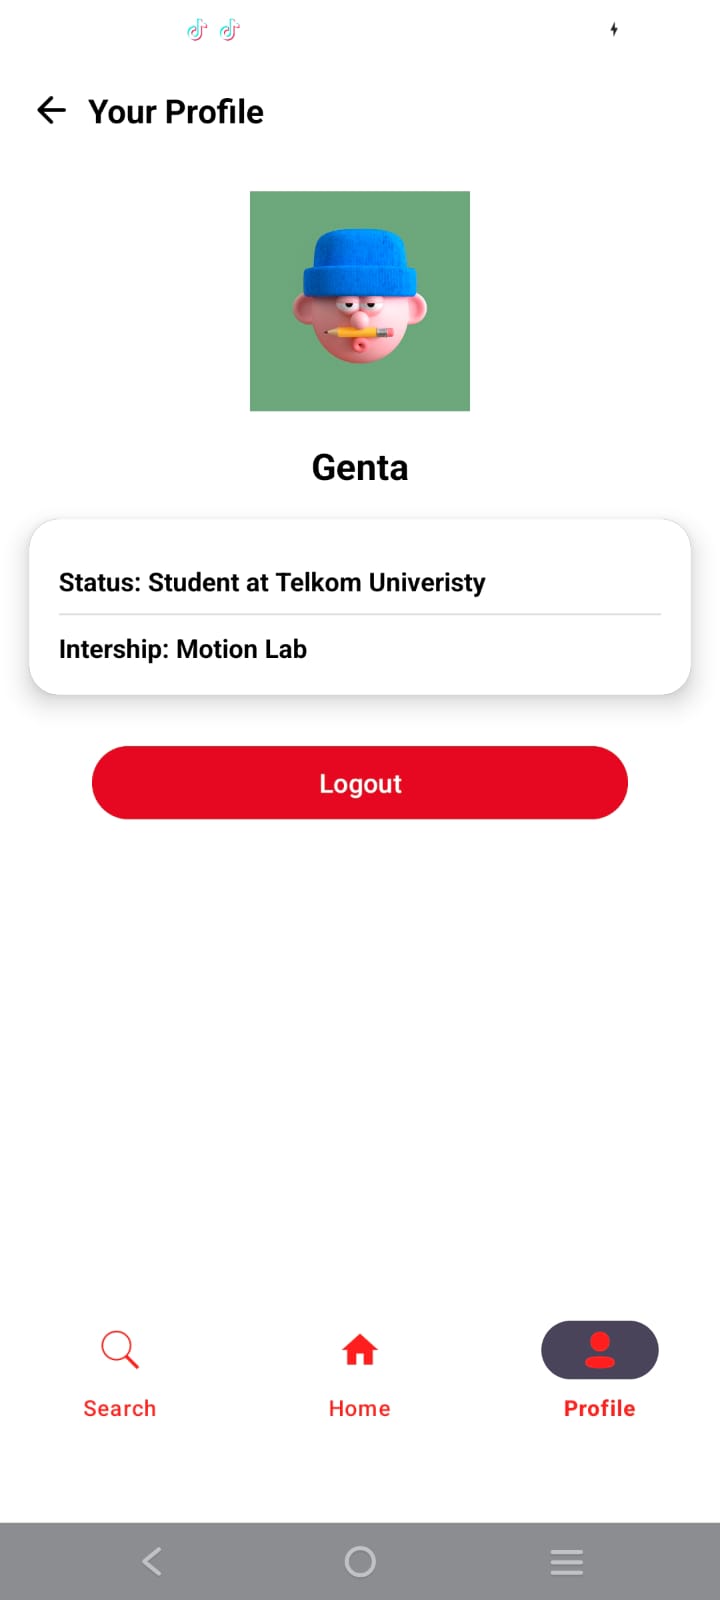 Your Profile
Genta
Status: Student at Telkom Univeristy
Intership: Motion Lab
Logout
Search
Home
Profile